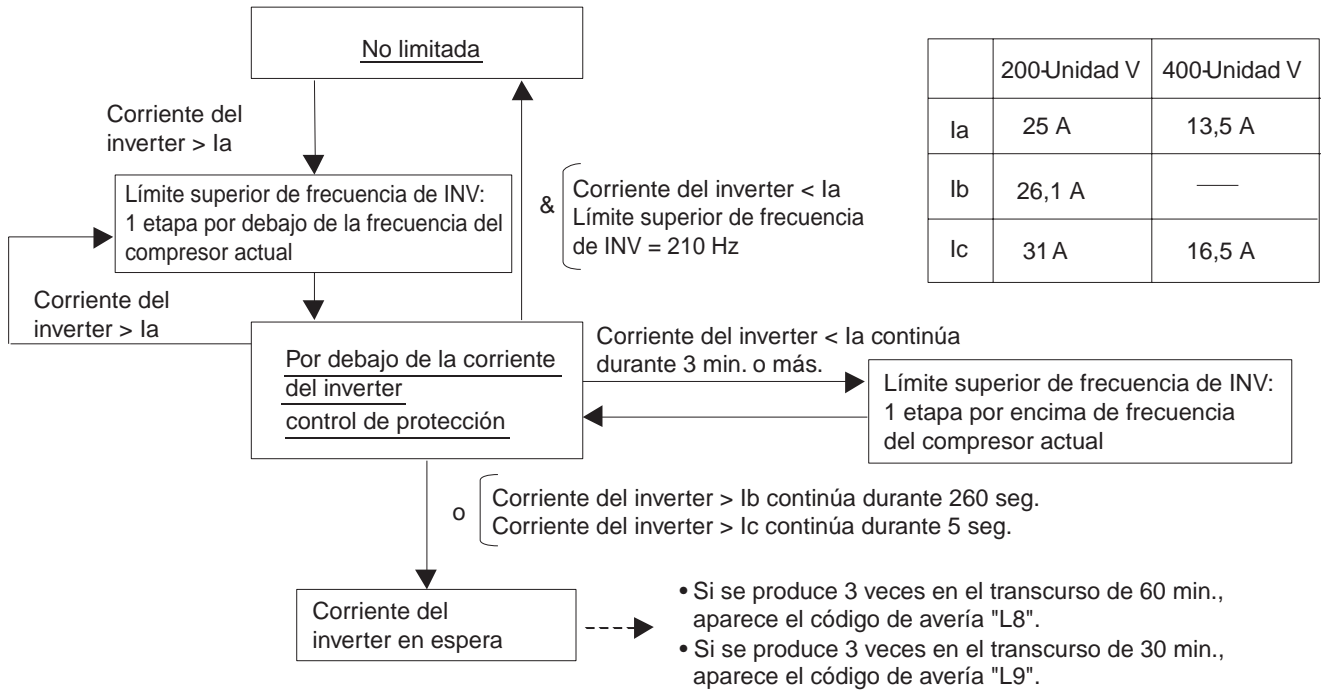 No limitada
Corriente del
inverter > Ia
Límite superior de frecuencia de INV:
1 etapa por debajo de la frecuencia del
compresor actual
&
Corriente del inverter < Ia
Límite superior de frecuencia
de INV = 210 Hz
200-Unidad V
400-Unidad V
Ia
25 A
13,5 A
Ib
26,1 A
—
Ic
31 A
16,5 A
Corriente del
inverter > Ia
Por debajo de la corriente
del inverter
control de protección
Corriente del inverter < Ia continúa
durante 3 min. o más.
Límite superior de frecuencia de INV:
1 etapa por encima de frecuencia
del compresor actual
o
Corriente del inverter > Ib continúa durante 260 seg.
Corriente del inverter > Ic continúa durante 5 seg.
Corriente del
inverter en espera
• Si se produce 3 veces en el transcurso de 60 min.,
aparece el código de avería "L8".
• Si se produce 3 veces en el transcurso de 30 min.,
aparece el código de avería "L9".